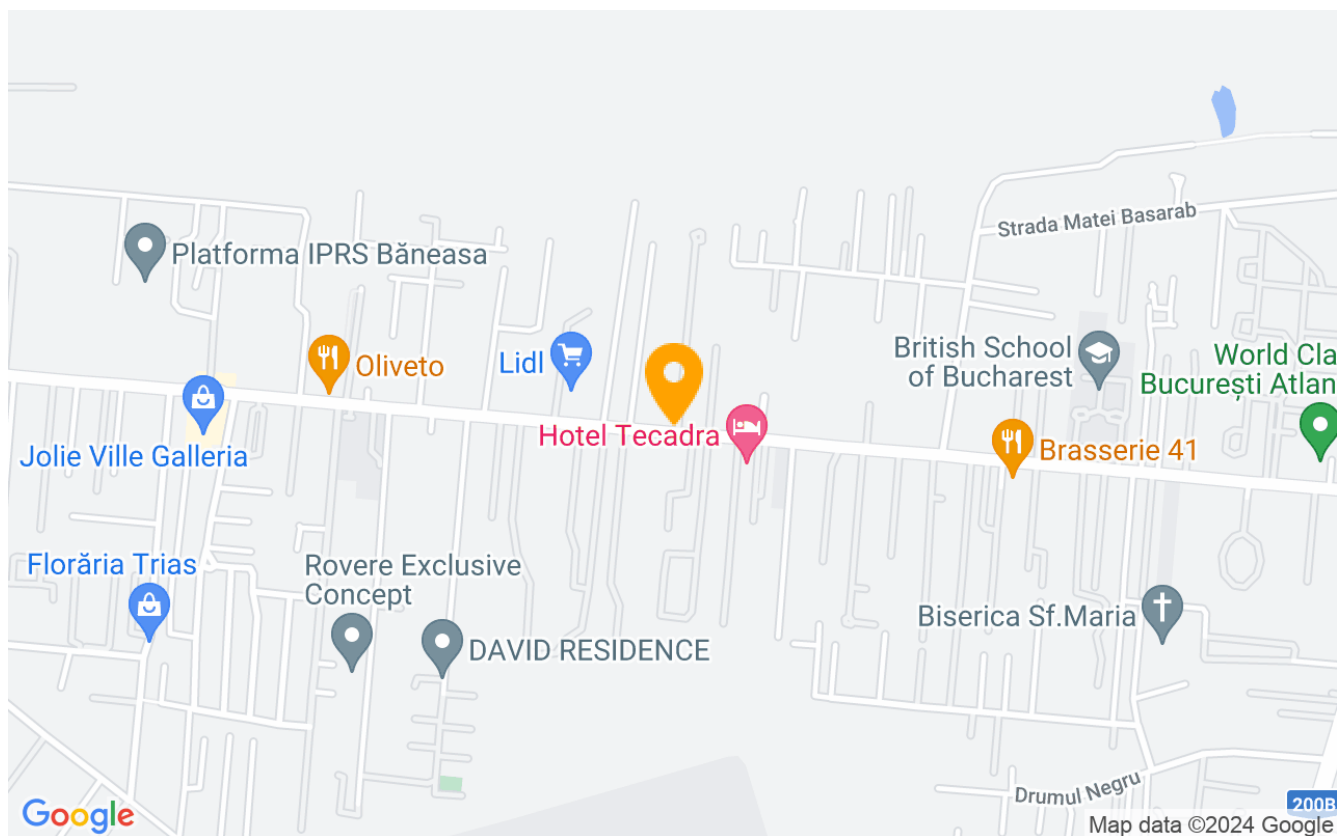 Strada Matei Basarab
Platforma IPRS Băneasa
British School
of Bucharest
World Cla
București Atlan
Lidl
Oliveto
Hotel Tecadra
Jolie Ville Galleria
Brasserie 41
Florăria Trias
Rovere Exclusive
Concept
Biserica Sf.Maria
DAVID RESIDENCE
Drumul Negru
200B
Google
Map data ©2024 Google